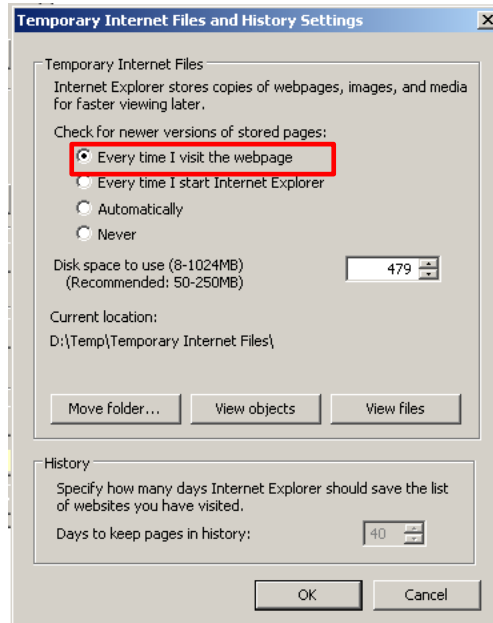 Temporary Internet Files and History Settings
Temporary Internet Files
Internet Explorer stores copies of webpages, images, and media
for faster viewing later.
Check for newer versions of stored pages:
Every time I visit the webpage
Every time I start Internet Explorer
Automatically
Never
Disk space to use (8-1024MB)
(Recommended: 50-250MB)
479
Current location:
D:\Temp\Temporary Internet Files\
Move folder... View objects View files
History
Specify how many days Internet Explorer should save the list
of websites you have visited.
Days to keep pages in history: 40
OK Cancel